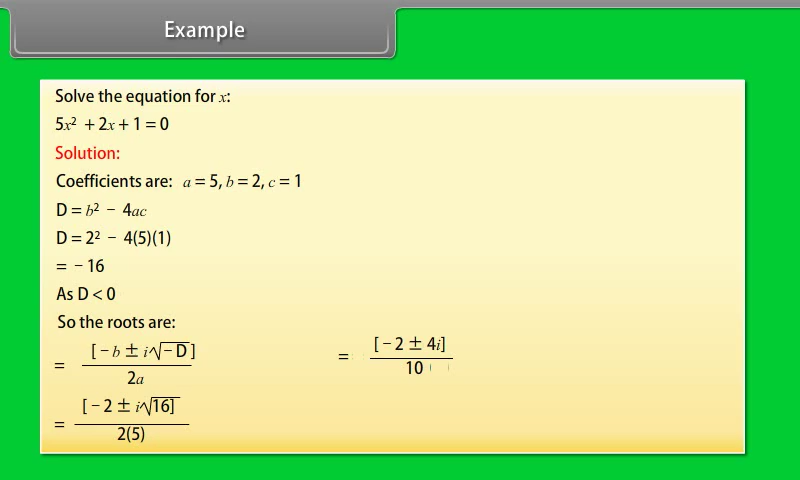 Example
Solve the equation for x:
5x² + 2x + 1 = 0
Solution:
Coefficients are: a = 5, b = 2, c = 1
D = b² − 4ac
D = 2² − 4(5)(1)
= − 16
As D < 0
So the roots are:
= [ − b ± i√−D ] / 2a
= [ − 2 ± i√16] / 2(5)
= [ − 2 ± 4i] / 10